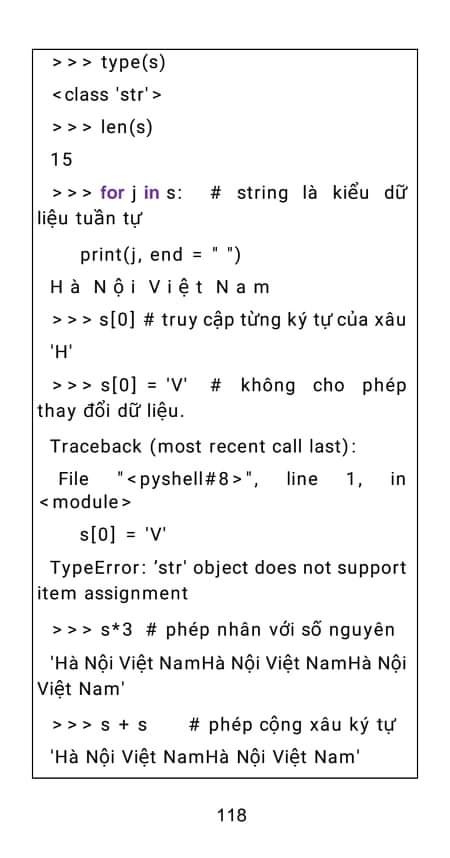 >>> type(s)
<class 'str'>
>>> len(s)
15
>>> for j in s: # string là kiểu dữ
liệu tuần tự
print(j, end = " ")
H à N ộ i V i ệ t N a m
>>> s[0] # truy cập từng ký tự của xâu
'H'
>>> s[0] = 'V' # không cho phép
thay đổi dữ liệu.
Traceback (most recent call last):
File "<pyshell#8>", line 1, in
<module>
s[0] = 'V'
TypeError: 'str' object does not support
item assignment
>>> s*3 # phép nhân với số nguyên
'Hà Nội Việt NamHà Nội Việt NamHà Nội
Việt Nam'
>>> s + s # phép cộng xâu ký tự
'Hà Nội Việt NamHà Nội Việt Nam'
118